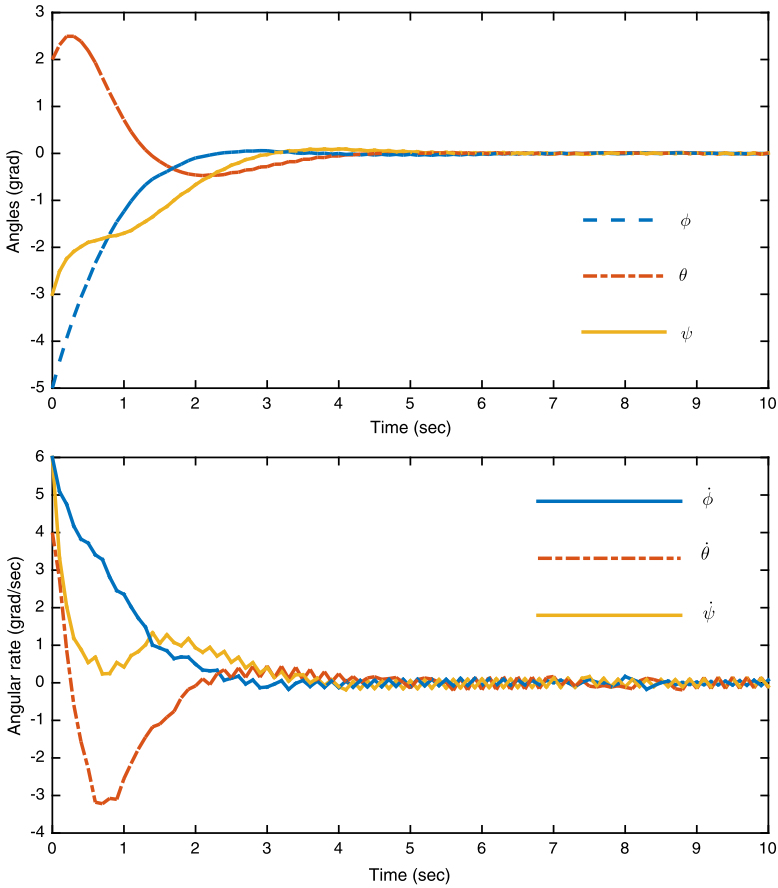 3
2
1
0
-1
-2
-3
-4
-5
Angles (grad)
ϕ
θ
ψ
0 1 2 3 4 5 6 7 8 9 10
Time (sec)
6
5
4
3
2
1
0
-1
-2
-3
-4
Angular rate (grad/sec)
ϕ̇
θ̇
ψ̇
0 1 2 3 4 5 6 7 8 9 10
Time (sec)